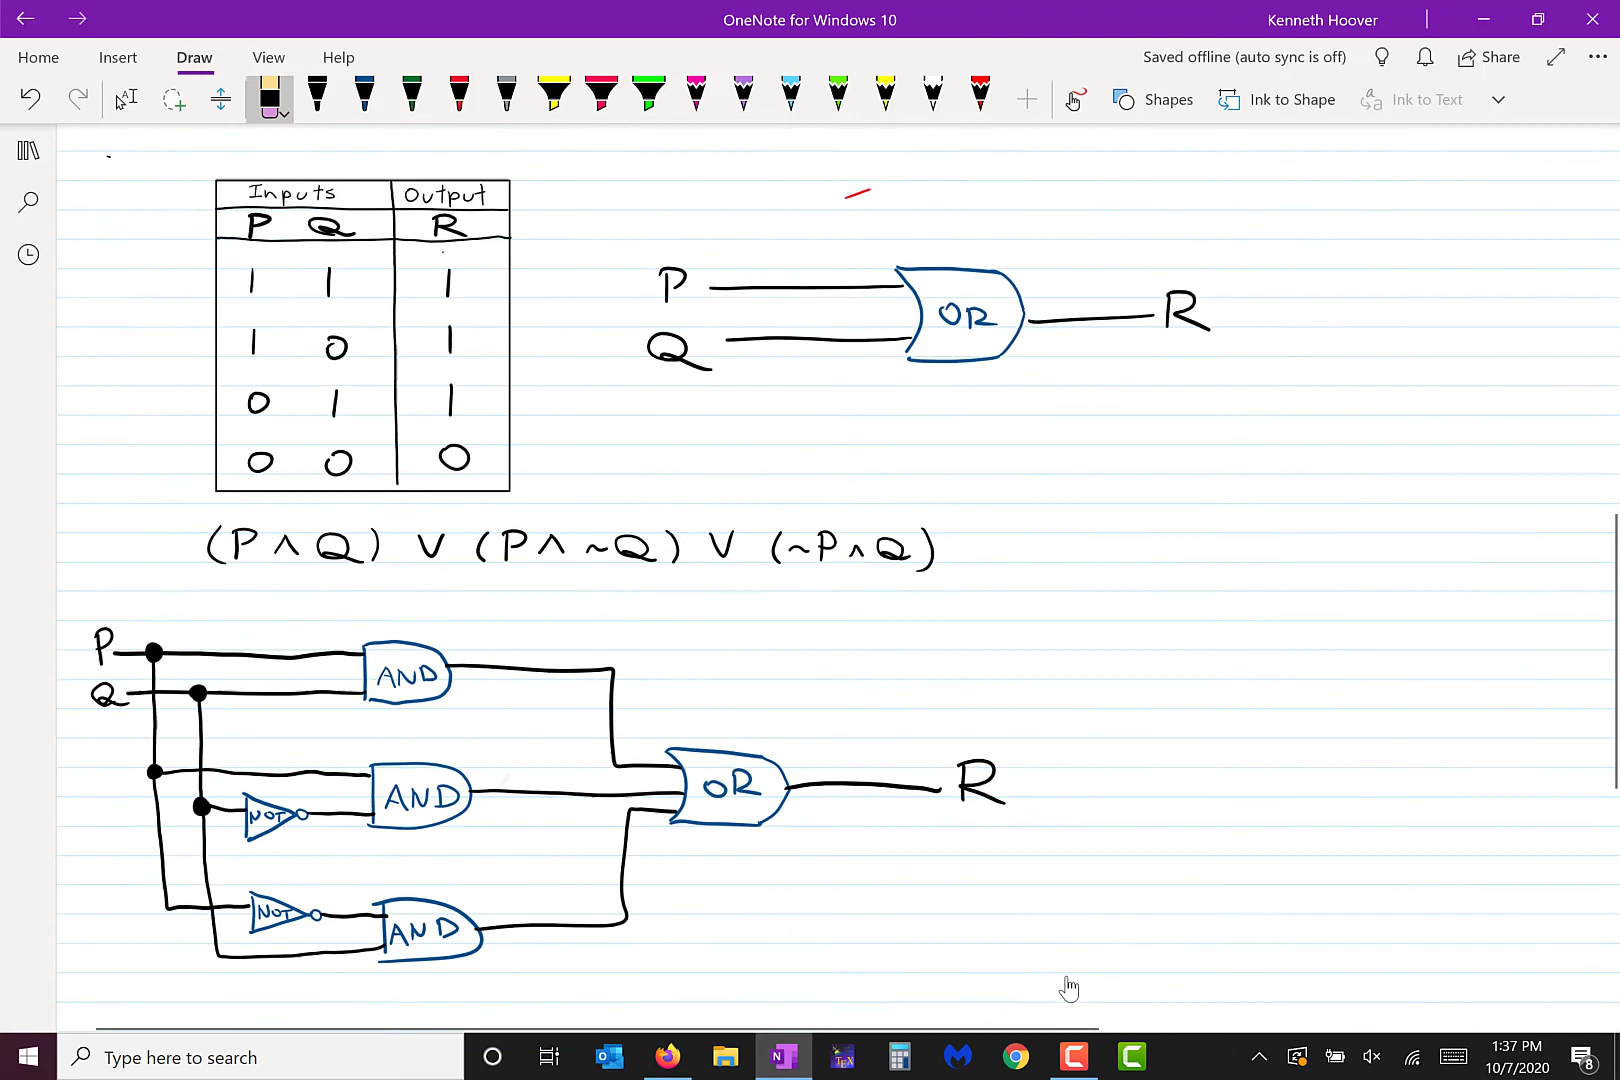 OneNote for Windows 10
Kenneth Hoover
Home Insert Draw View Help
Saved offline (auto sync is off)
Share
Shapes
Ink to Shape
Ink to Text
Inputs Output
P Q R
1 1 1
1 0 1
0 1 1
0 0 0
P
Q
OR
R
(P ∧ Q) ∨ (P ∧ ~Q) ∨ (~P ∧ Q)
P
Q
AND
AND
NOT
OR
R
NOT
AND
Type here to search
1:37 PM
10/7/2020
8